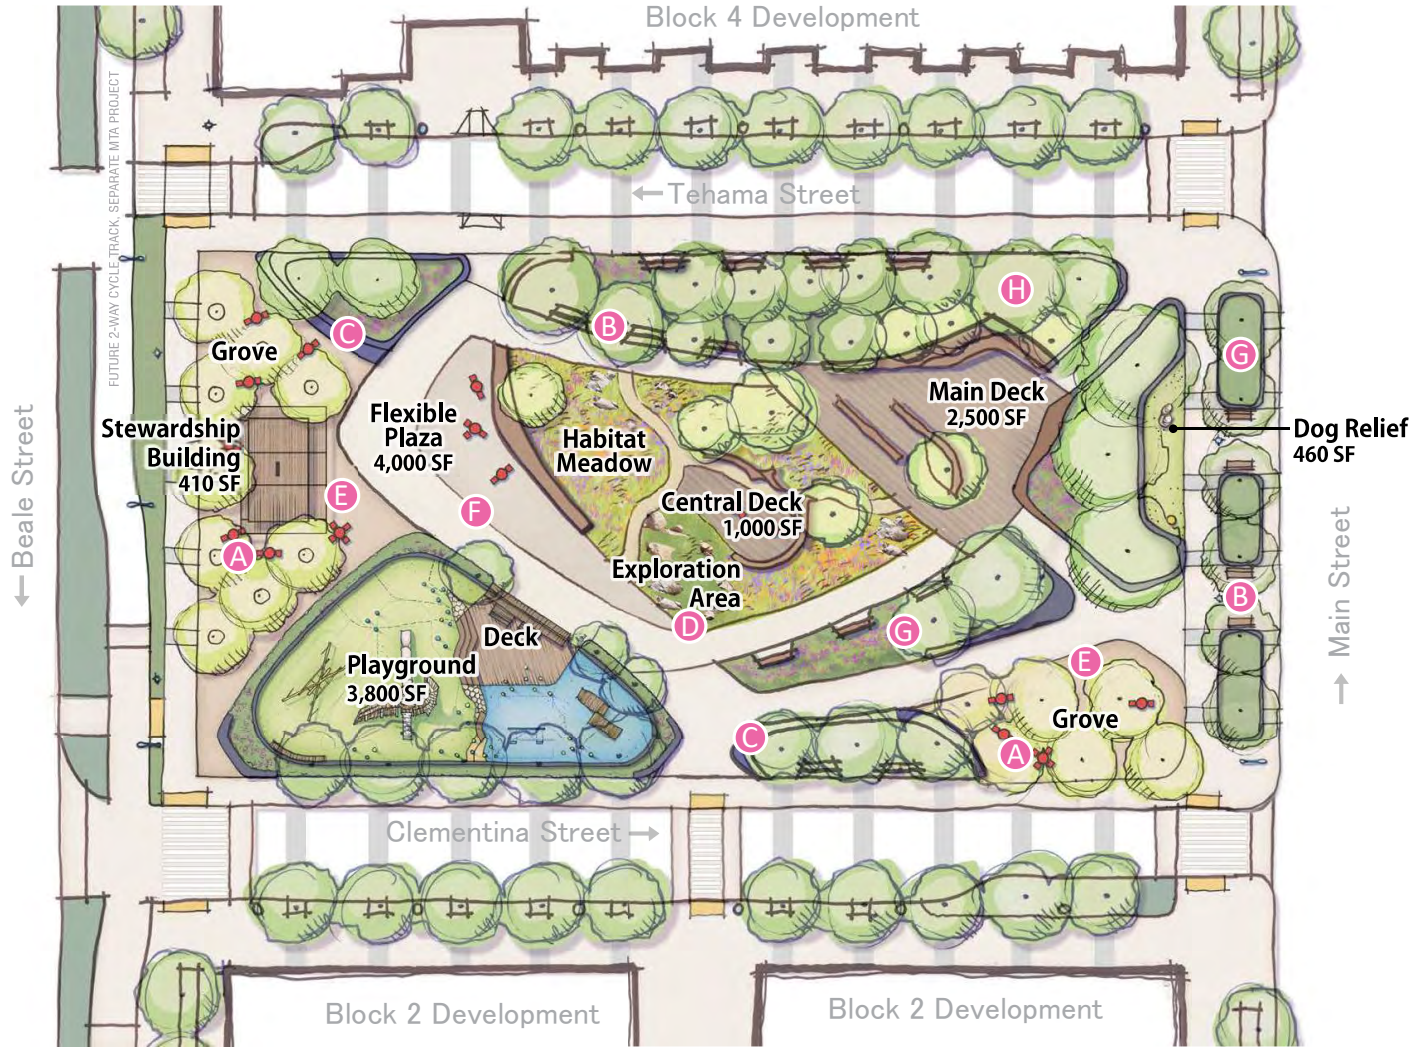 Block 4 Development
FUTURE 2-WAY CYCLE TRACK, SEPARATE MTA PROJECT
← Tehama Street
H
C
B
Grove
G
Main Deck
2,500 SF
Flexible
Plaza
4,000 SF
Stewardship
Building
410 SF
Habitat
Meadow
Dog Relief
460 SF
← Beale Street
E
F
Central Deck
1,000 SF
A
Exploration
Area
→ Main Street
B
D
G
Deck
Playground
3,800 SF
E
Grove
C
A
Clementina Street →
Block 2 Development
Block 2 Development